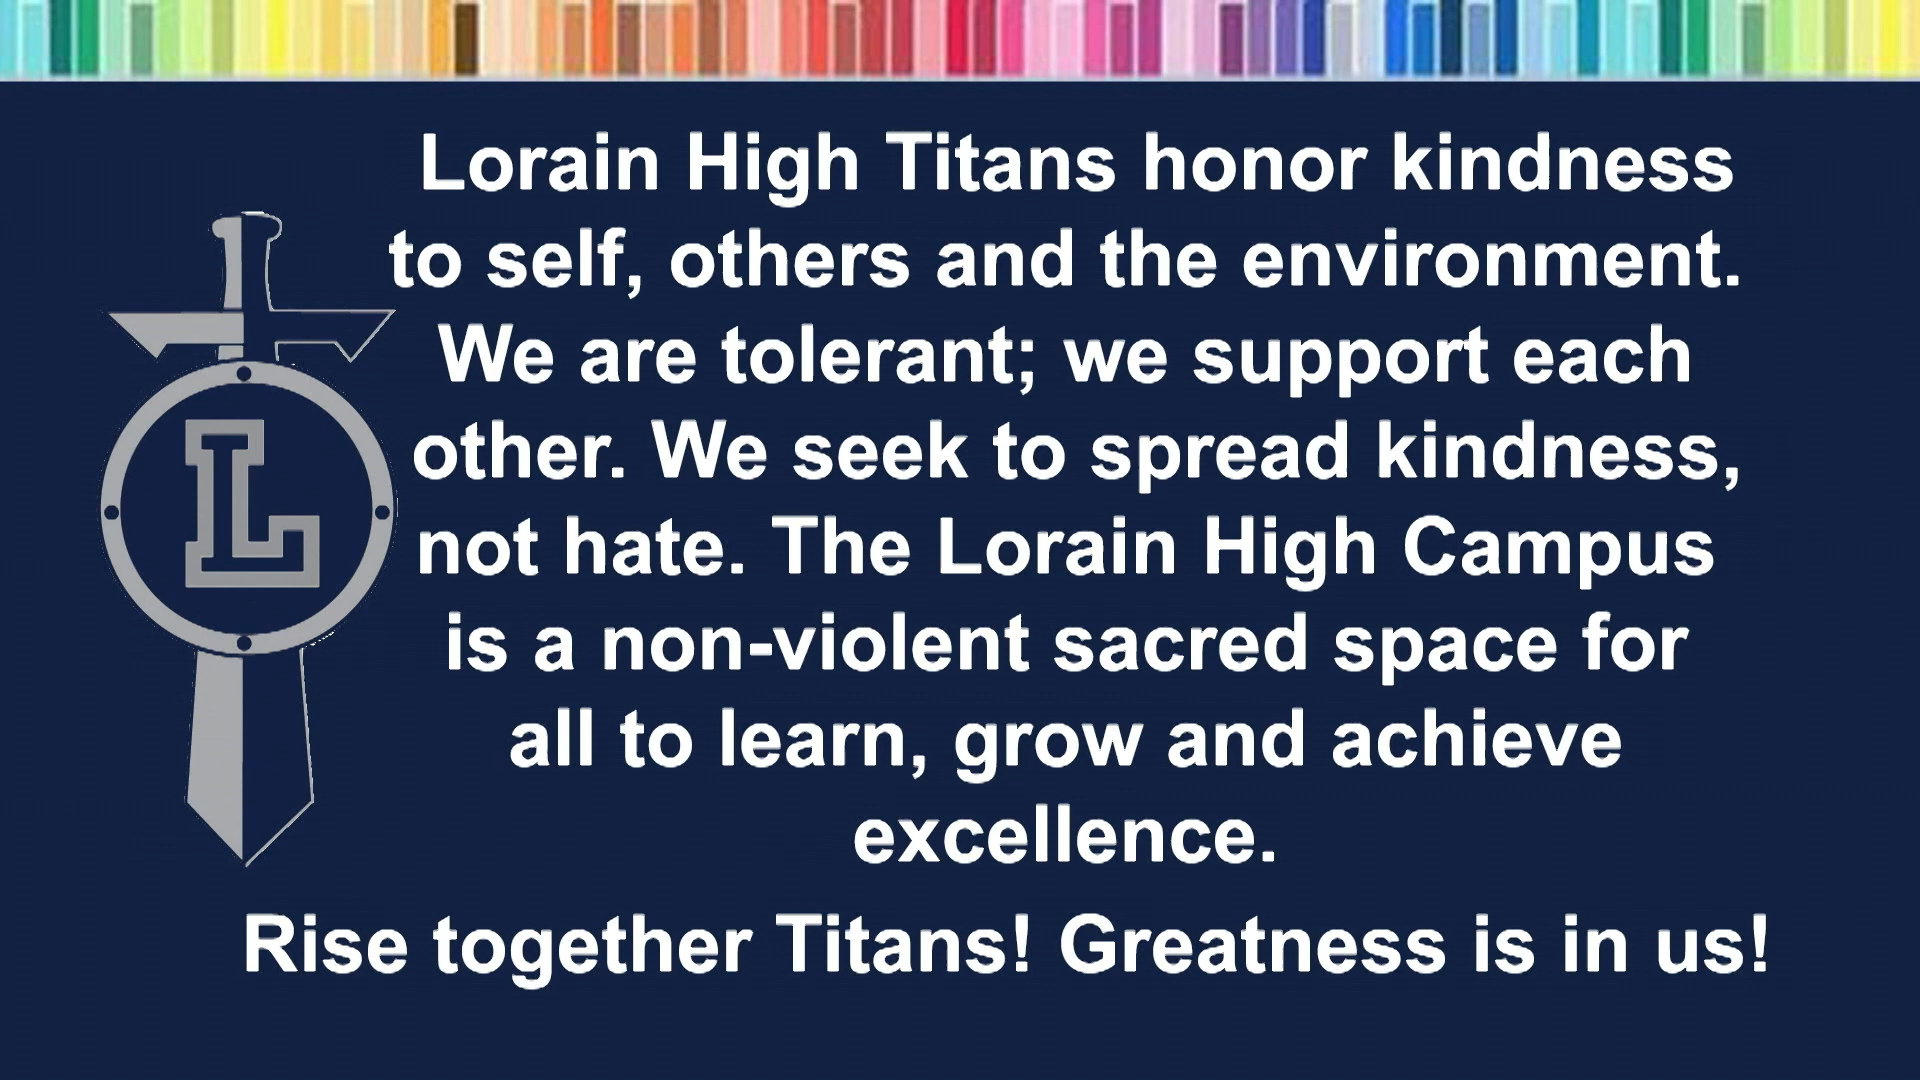 Lorain High Titans honor kindness
to self, others and the environment.
We are tolerant; we support each
other. We seek to spread kindness,
not hate. The Lorain High Campus
is a non-violent sacred space for
all to learn, grow and achieve
excellence.
Rise together Titans! Greatness is in us!
L